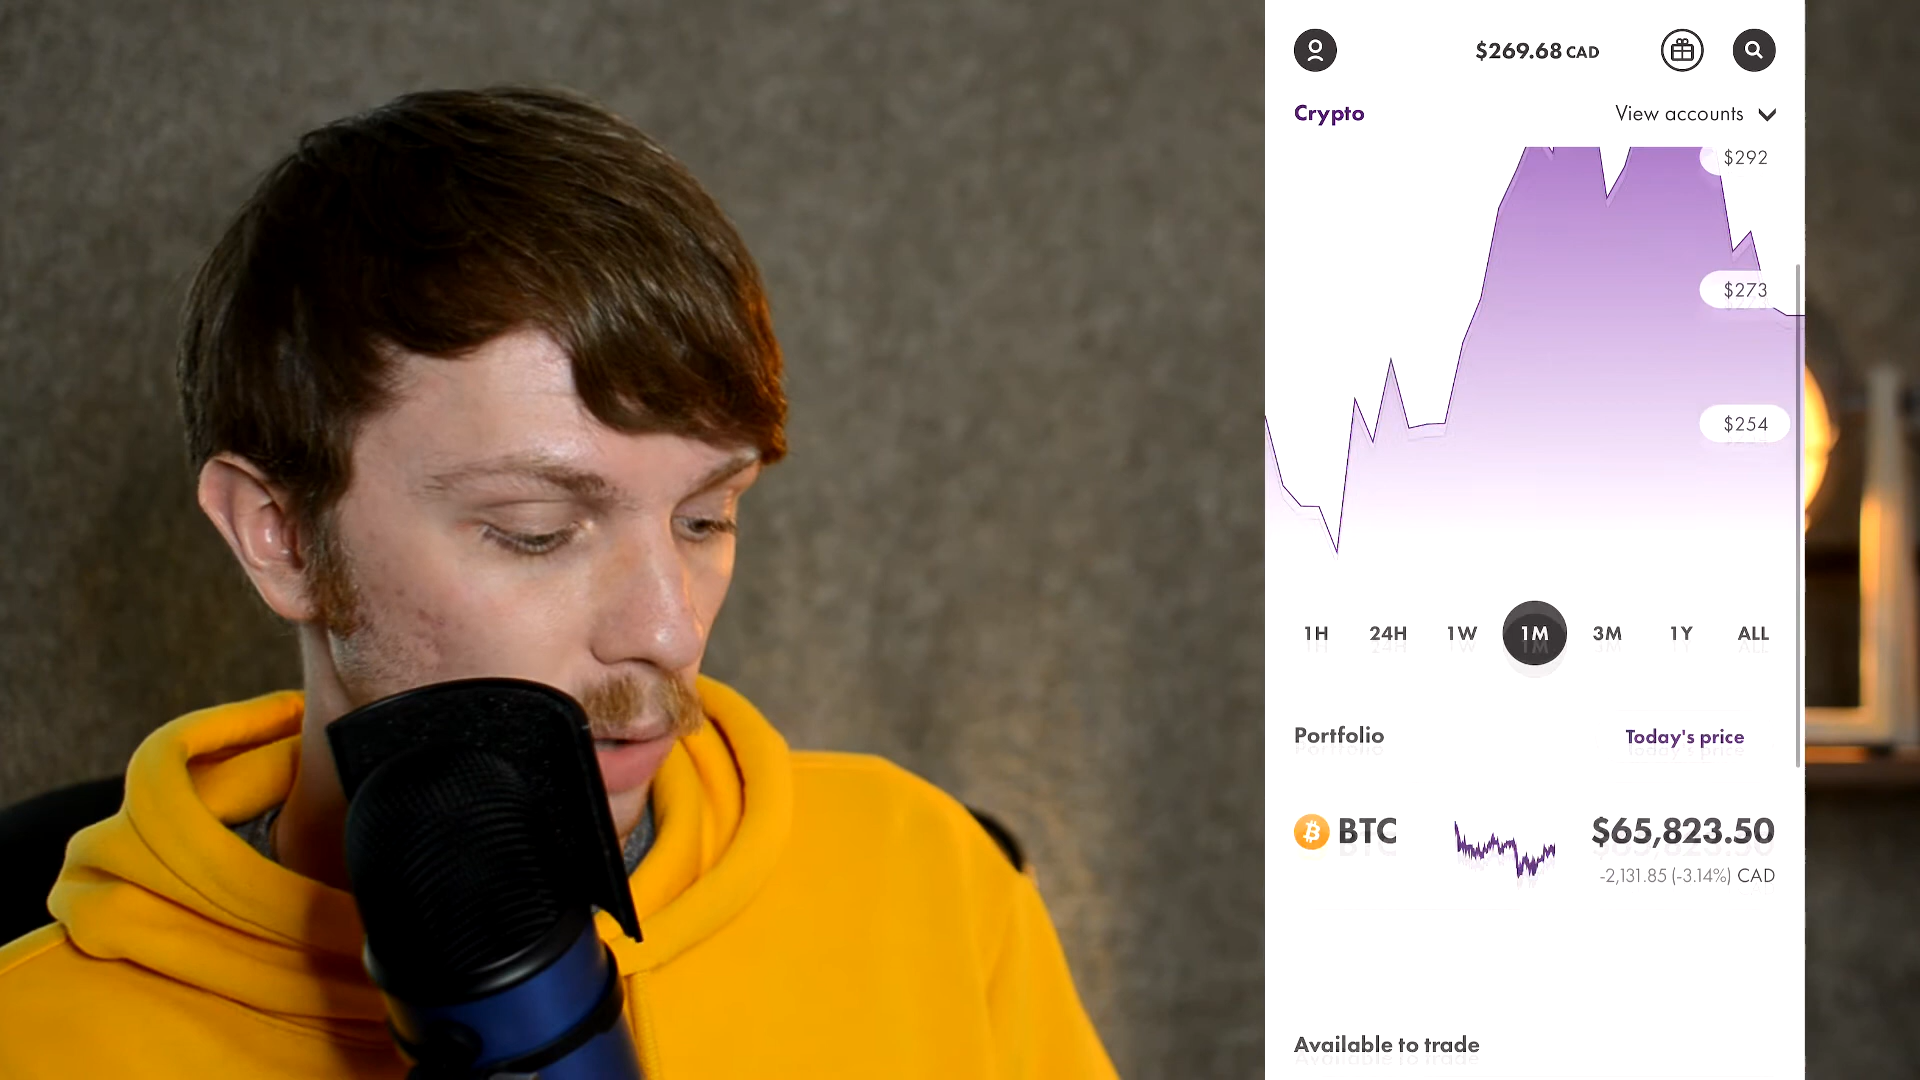 $269.68 CAD
Crypto
View accounts
$292
$273
$254
1H 24H 1W 1M 3M 1Y ALL
Portfolio
Today's price
BTC
$65,823.50
-2,131.85 (-3.14%) CAD
Available to trade